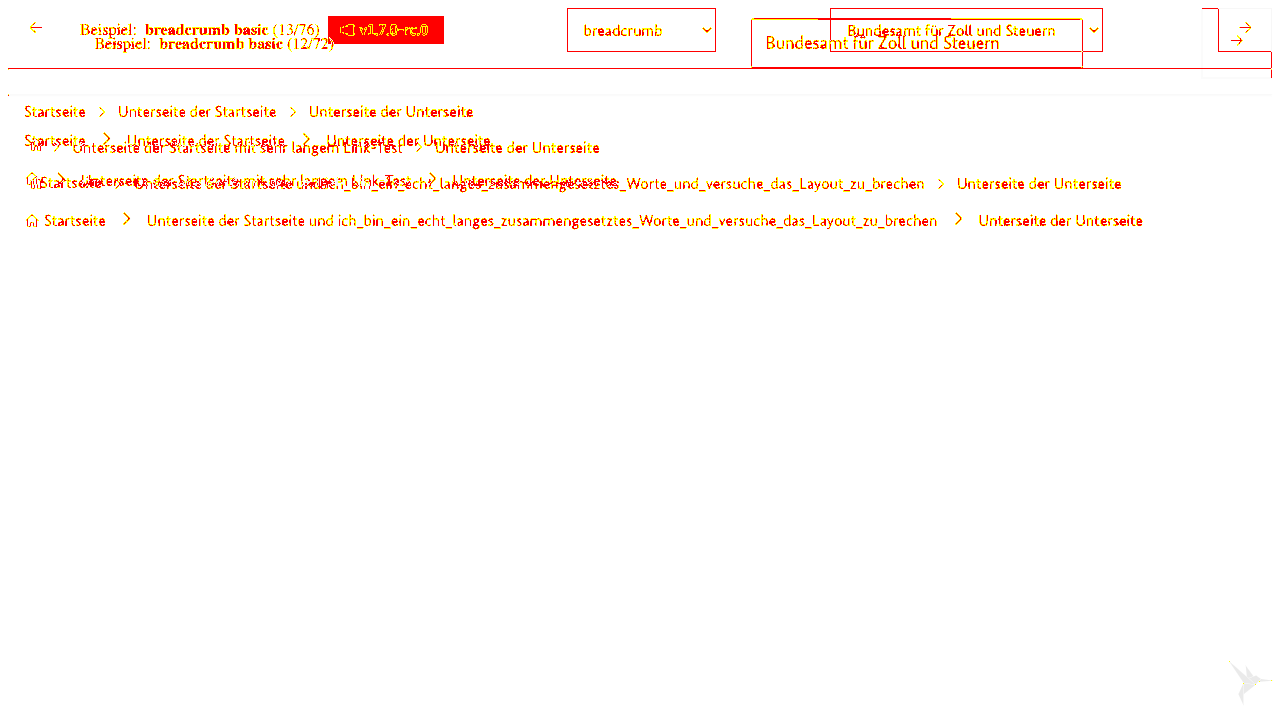 Beispiel: breadcrumb basic (13/76) v1.7.0-rc.0 breadcrumb Bundesamt für Zoll und Steuern
Beispiel: breadcrumb basic (12/72) Bundesamt für Zoll und Steuern
Startseite Unterseite der Startseite Unterseite der Unterseite
Startseite Unterseite der Startseite Unterseite der Unterseite
Unterseite der Startseite mit sehr langem Link-Test Unterseite der Unterseite
Unterseite der Startseite mit sehr langem Link-Test Unterseite der Unterseite
Startseite Unterseite der Startseite und ich_bin_ein_echt_langes_zusammengesetztes_Worte_und_versuche_das_Layout_zu_brechen Unterseite der Unterseite
Startseite Unterseite der Startseite und ich_bin_ein_echt_langes_zusammengesetztes_Worte_und_versuche_das_Layout_zu_brechen Unterseite der Unterseite